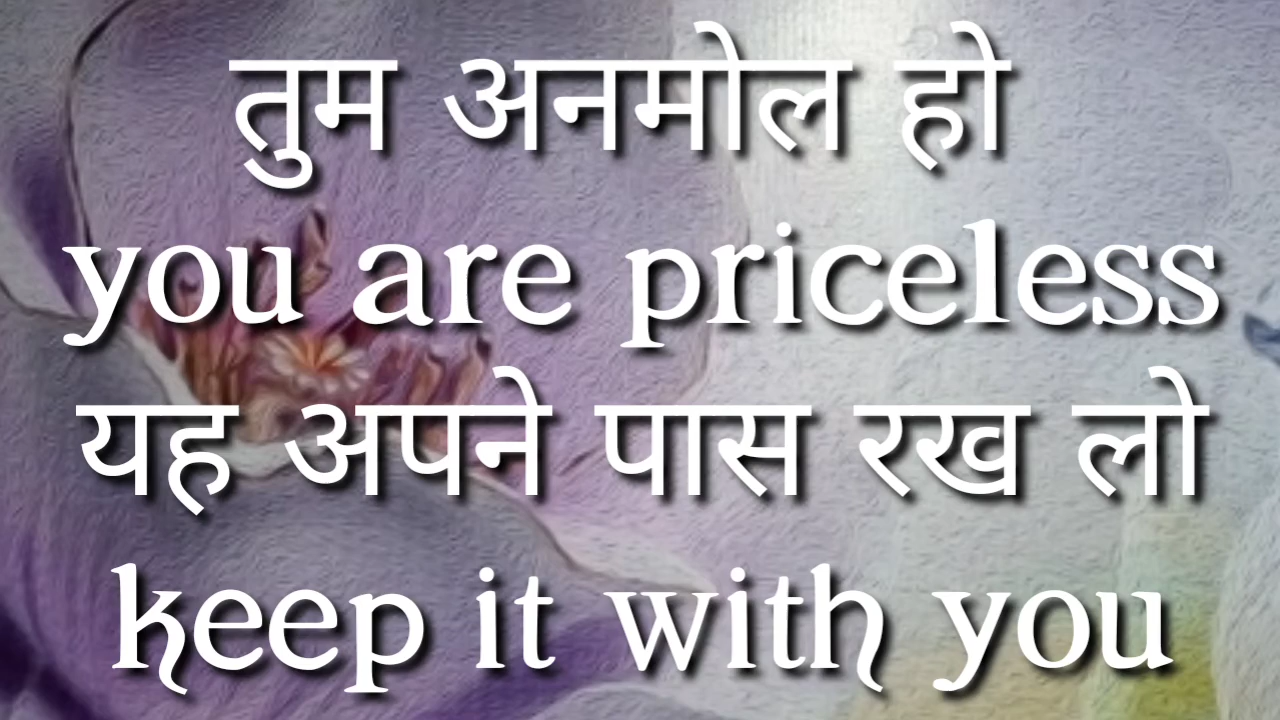 तुम अनमोल हो
you are priceless
यह अपने पास रख लो
keep it with you